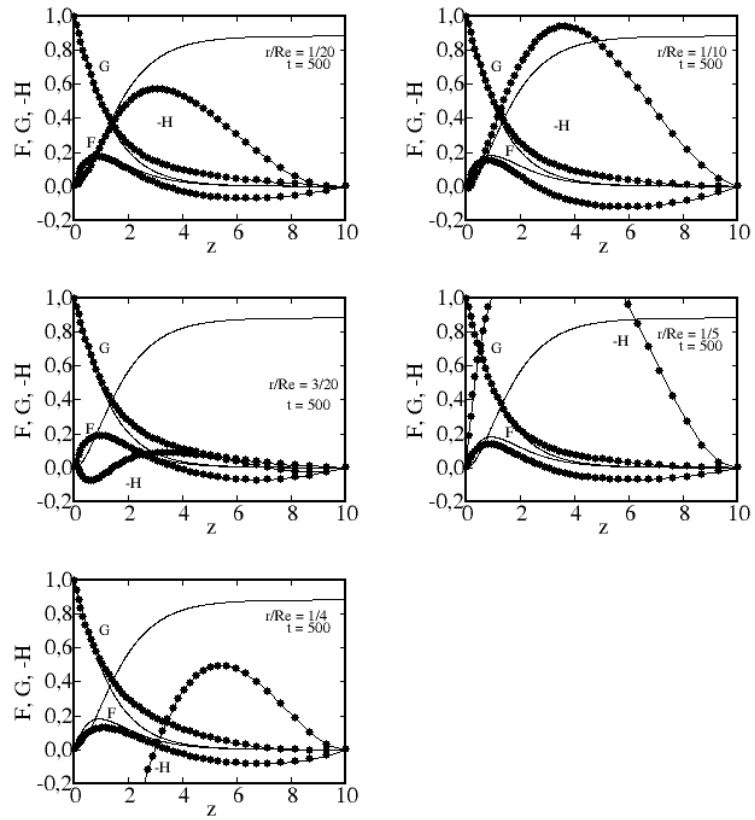 1,0
0,8
0,6
0,4
0,2
0,0
-0,2
F, G, -H
G
F
-H
r/Re = 1/20
t = 500
0 2 4 6 8 10
z
1,0
0,8
0,6
0,4
0,2
0,0
-0,2
F, G, -H
G
F
-H
r/Re = 1/10
t = 500
0 2 4 6 8 10
z
1,0
0,8
0,6
0,4
0,2
0,0
-0,2
F, G, -H
G
F
-H
r/Re = 3/20
t = 500
0 2 4 6 8 10
z
1,0
0,8
0,6
0,4
0,2
0,0
-0,2
F, G, -H
G
F
-H
r/Re = 1/5
t = 500
0 2 4 6 8 10
z
1,0
0,8
0,6
0,4
0,2
0,0
-0,2
F, G, -H
G
F
-H
r/Re = 1/4
t = 500
0 2 4 6 8 10
z